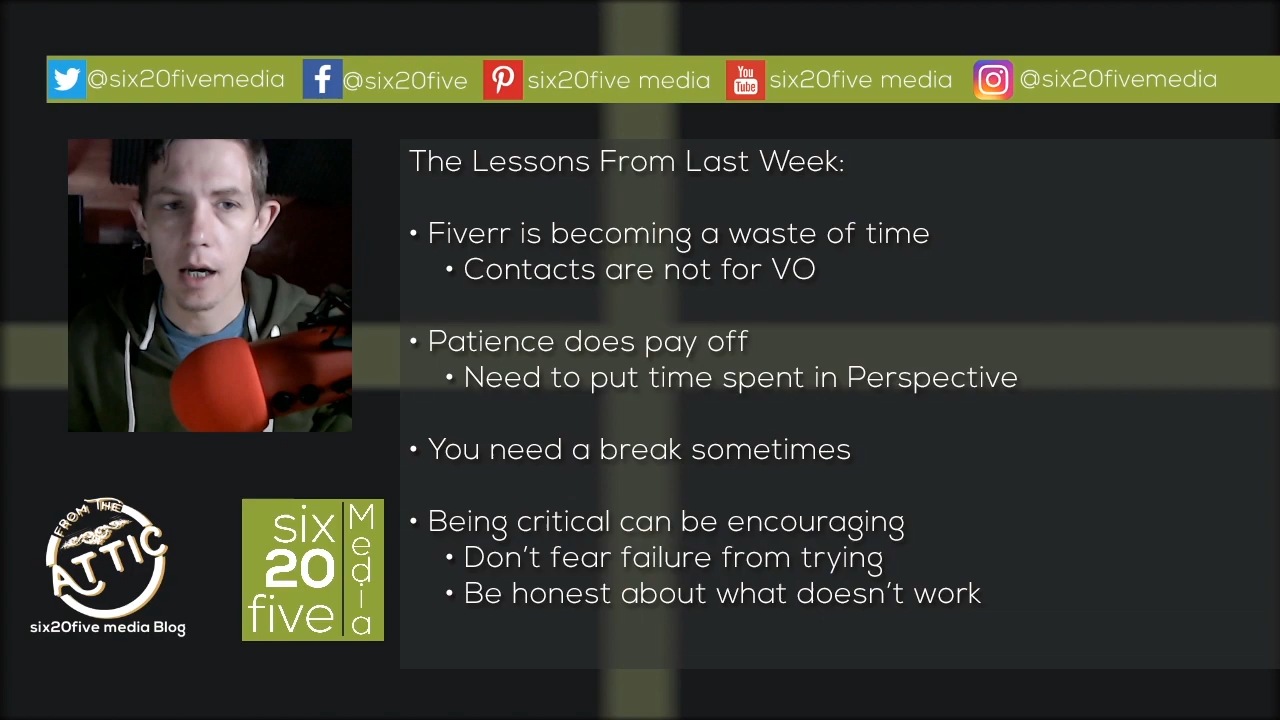 @six20fivemedia
@six20five
six20five media
You Tube
six20five media
@six20fivemedia
The Lessons From Last Week:
• Fiverr is becoming a waste of time
• Contacts are not for VO
• Patience does pay off
• Need to put time spent in Perspective
• You need a break sometimes
• Being critical can be encouraging
• Don't fear failure from trying
• Be honest about what doesn't work
FROM THE
ATTIC
six20five media Blog
six
20
five
Media